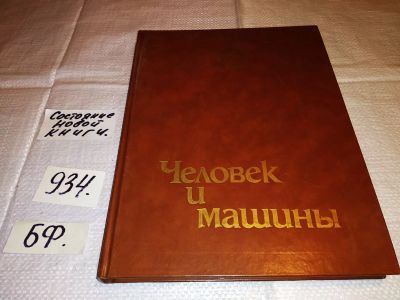 Состояние
новой
книги.
934.
БФ.
Человек
и
машины